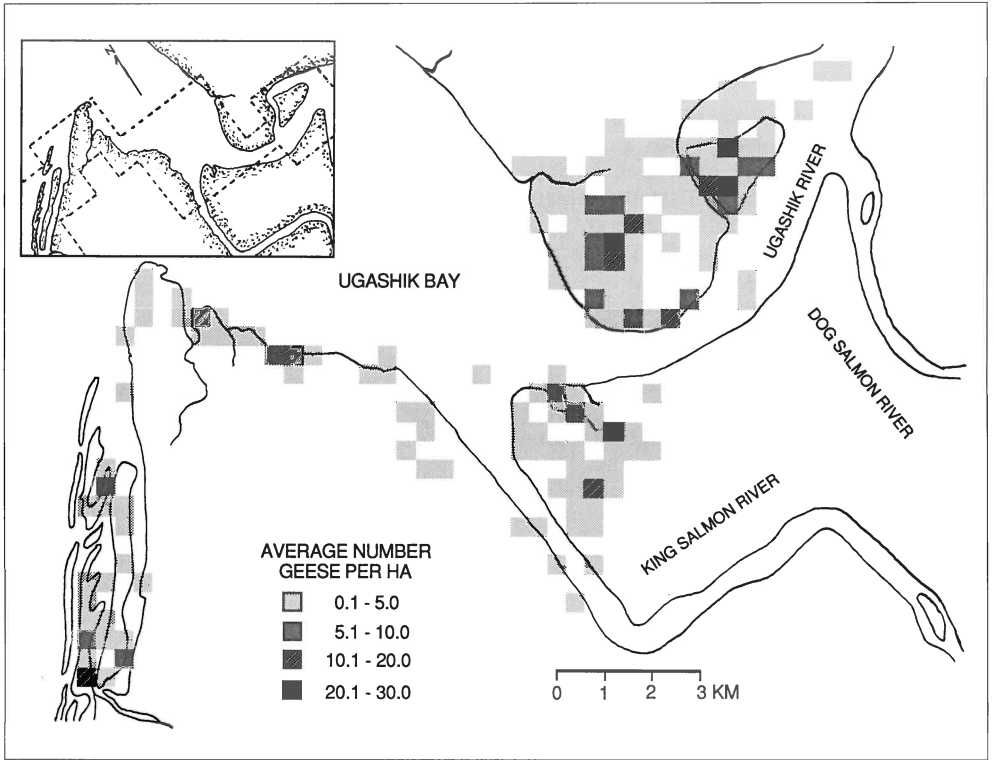 N
UGASHIK BAY
UGASHIK RIVER
DOG SALMON RIVER
KING SALMON RIVER
AVERAGE NUMBER
GEESE PER HA
0.1 - 5.0
5.1 - 10.0
10.1 - 20.0
20.1 - 30.0
0 1 2 3 KM